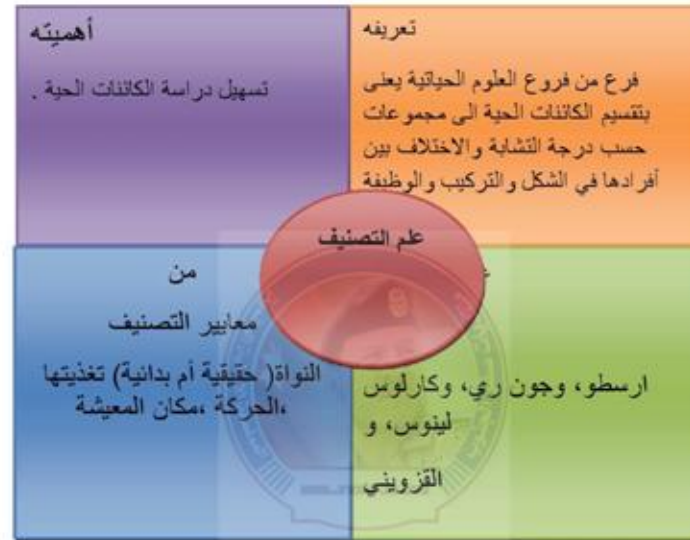 تعريفه
فرع من فروع العلوم الحياتية يعنى
بتقسيم الكائنات الحية الى مجموعات
حسب درجة التشابة والاختلاف بين
أفرادها في الشكل والتركيب والوظيفة
أهميته
تسهيل دراسة الكائنات الحية .
علم التصنيف
ارسطو، وجون ري، وكارلوس
لينوس، و
القزويني
من
معايير التصنيف
النواة( حقيقية أم بدائية) تغذيتها
،الحركة ،مكان المعيشة